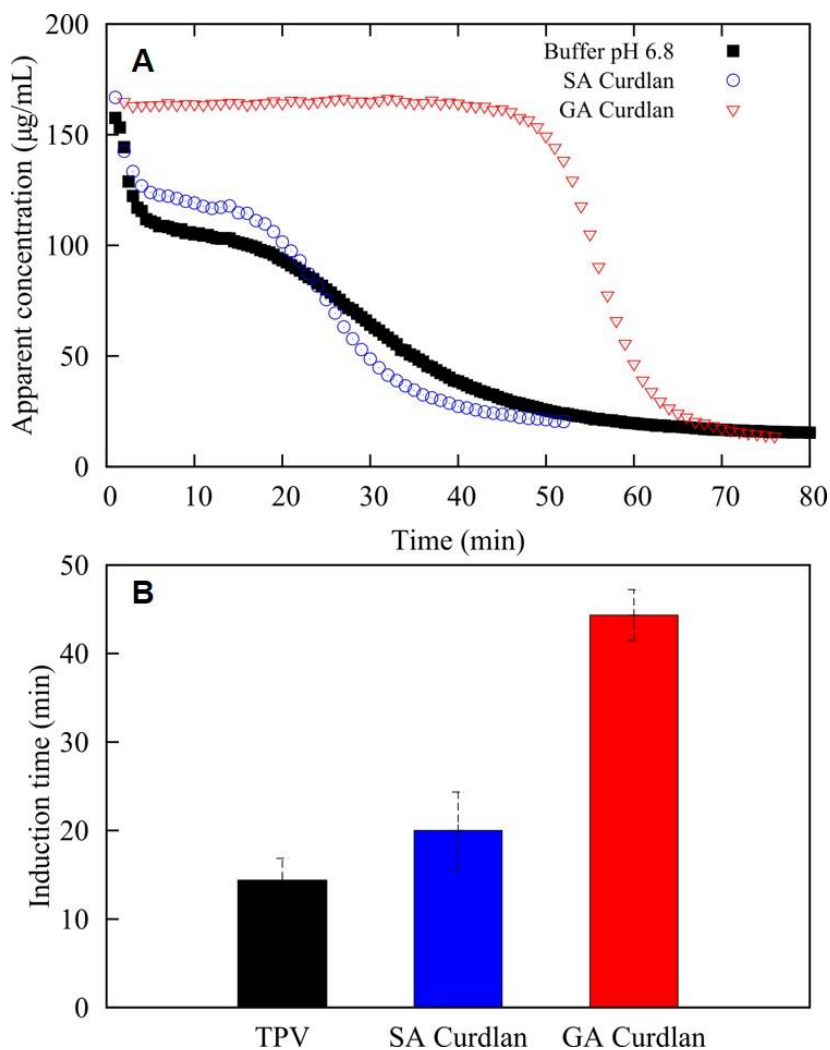 A
Buffer pH 6.8
SA Curdlan
GA Curdlan
Apparent concentration (µg/mL)
200
150
100
50
0
0 10 20 30 40 50 60 70 80
Time (min)
B
Induction time (min)
50
40
30
20
10
0
TPV SA Curdlan GA Curdlan